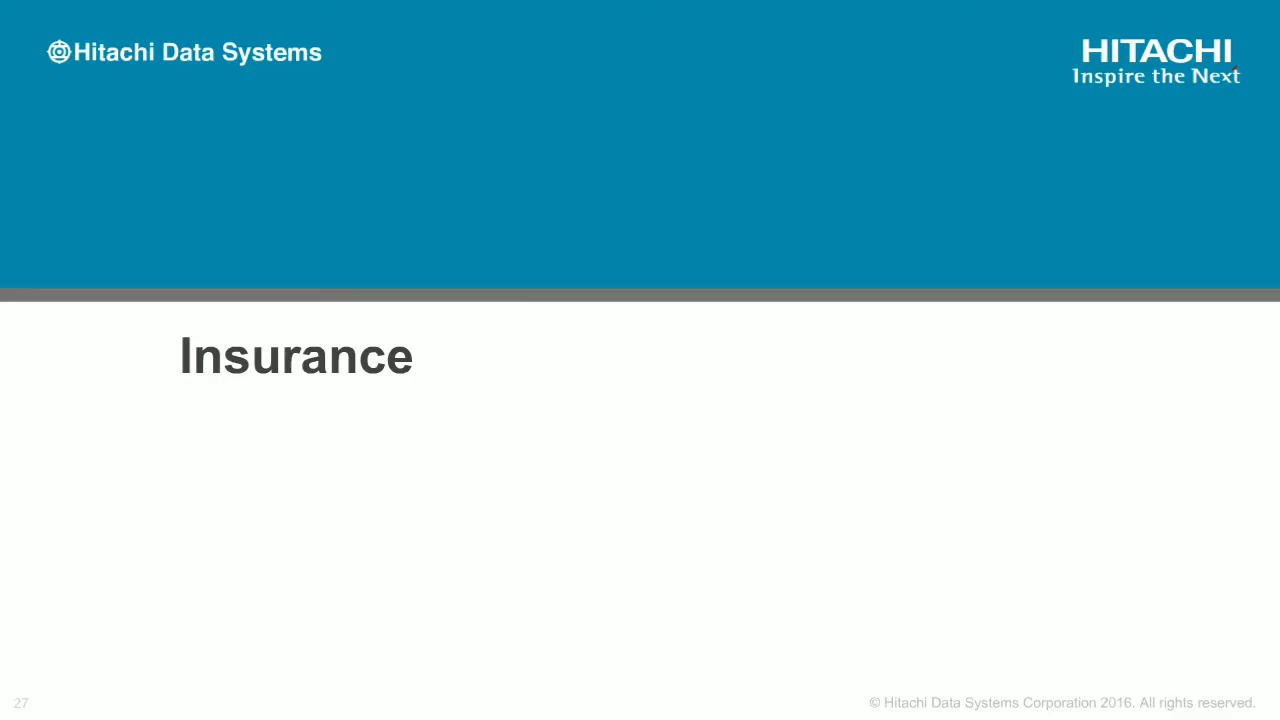 Hitachi Data Systems
HITACHI
Inspire the Next
Insurance
27
© Hitachi Data Systems Corporation 2016. All rights reserved.